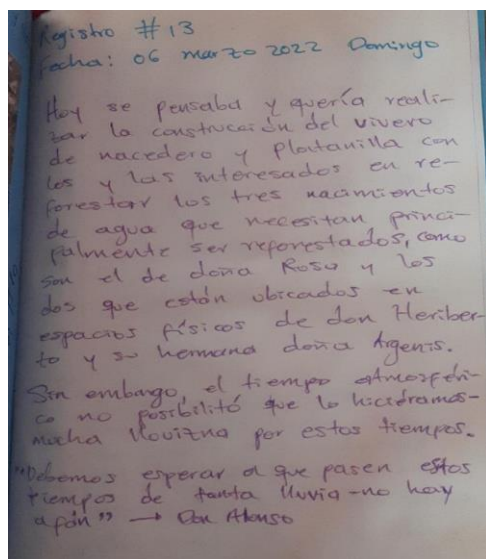 Registro #13
Fecha: 06 marzo 2022 Domingo
Hoy se pensaba y quería reali-
zar la construcción del vivero
de nacedero y platanilla con
los y las interesados en re-
forestar los tres nacimientos
de agua que necesitan princi-
palmente ser reforestados, como
son el de doña Rosa y los
dos que están ubicados en
espacios físicos de don Heriber-
to y su hermana doña Argenis.
Sin embargo, el tiempo atmosféri-
co no posibilitó que lo hiciéramos-
mucha llovizna por estos tiempos.
"Debemos esperar a que pasen estos
tiempos de tanta lluvia-no hay
afán" → Don Alonso